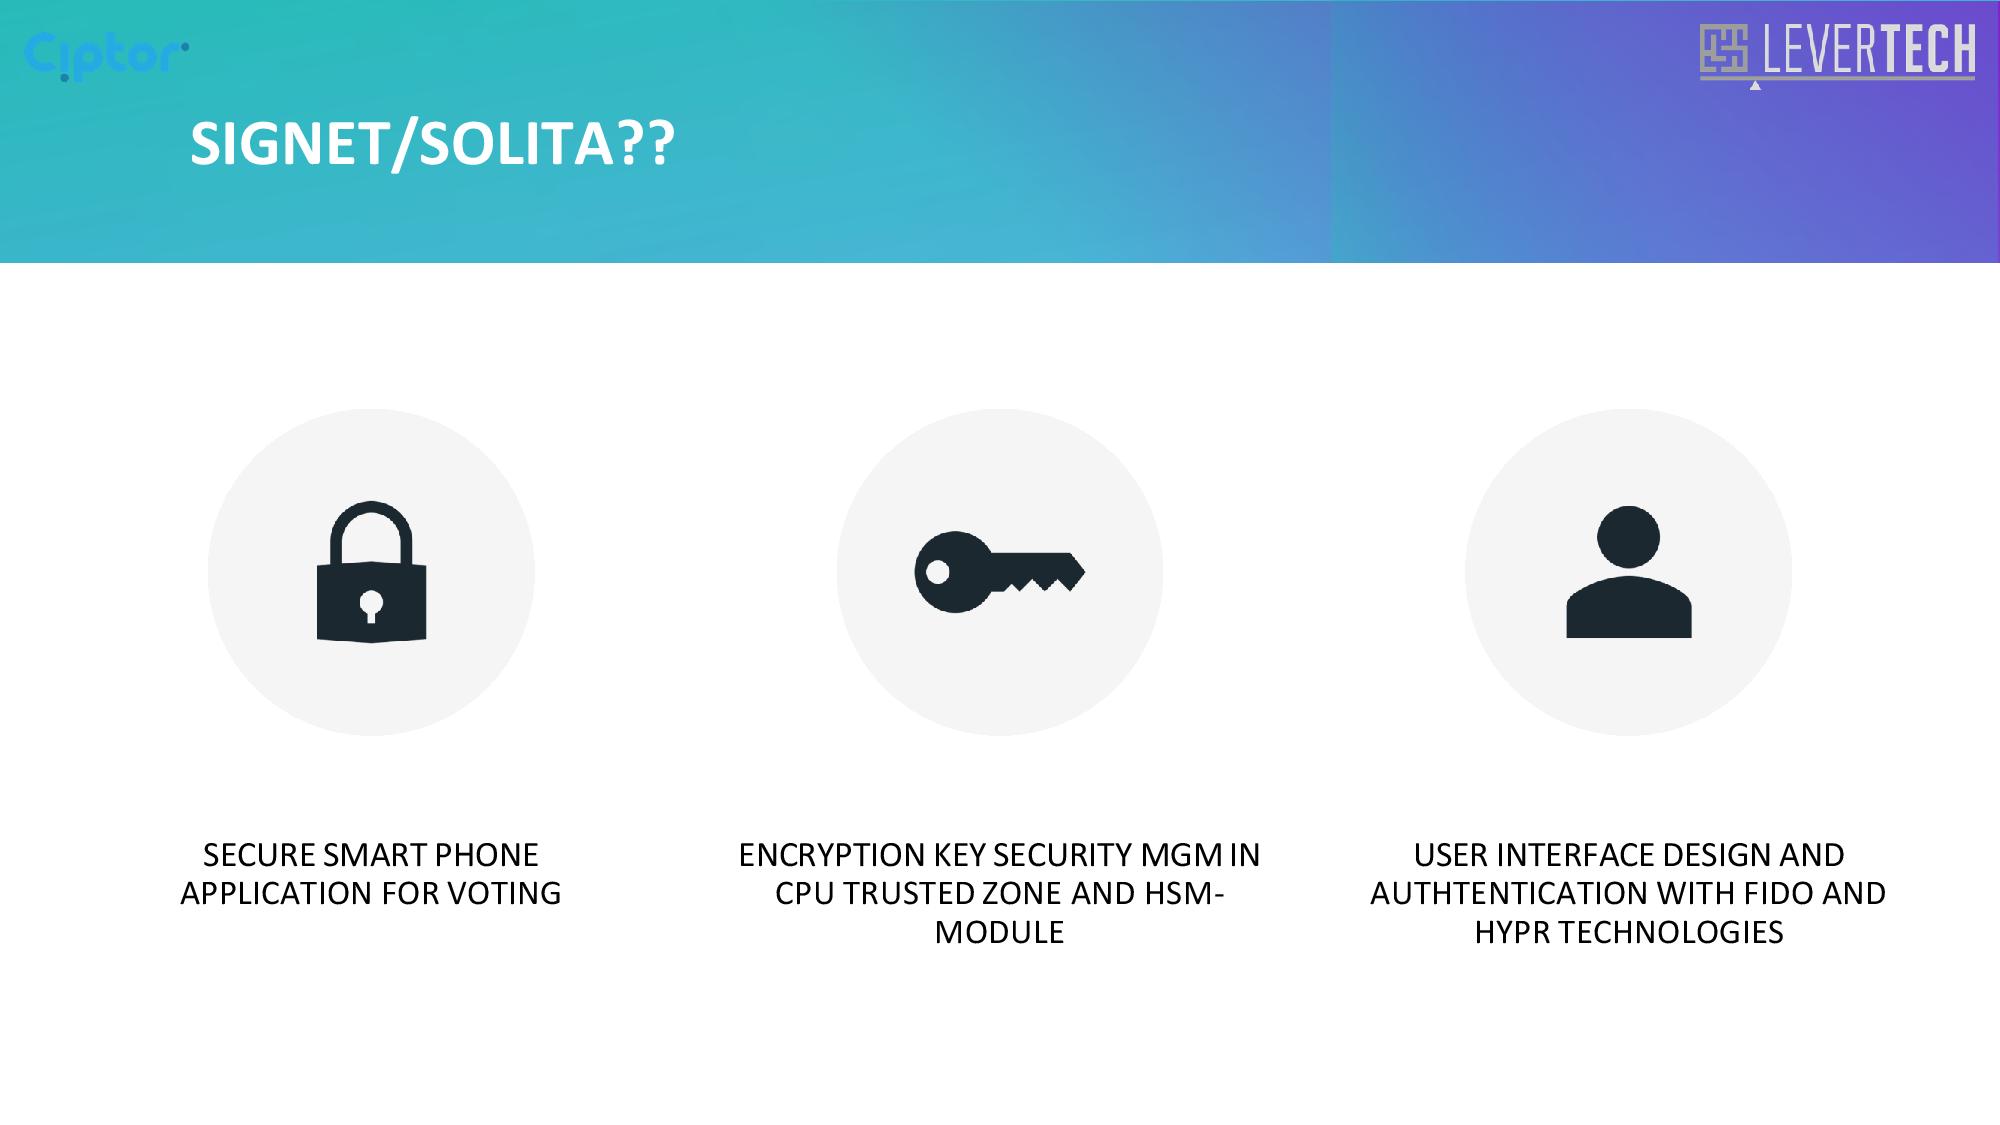 Ciptor
LEVERTECH
SIGNET/SOLITA??
SECURE SMART PHONE
APPLICATION FOR VOTING
ENCRYPTION KEY SECURITY MGM IN
CPU TRUSTED ZONE AND HSM-
MODULE
USER INTERFACE DESIGN AND
AUTHTENTICATION WITH FIDO AND
HYPR TECHNOLOGIES